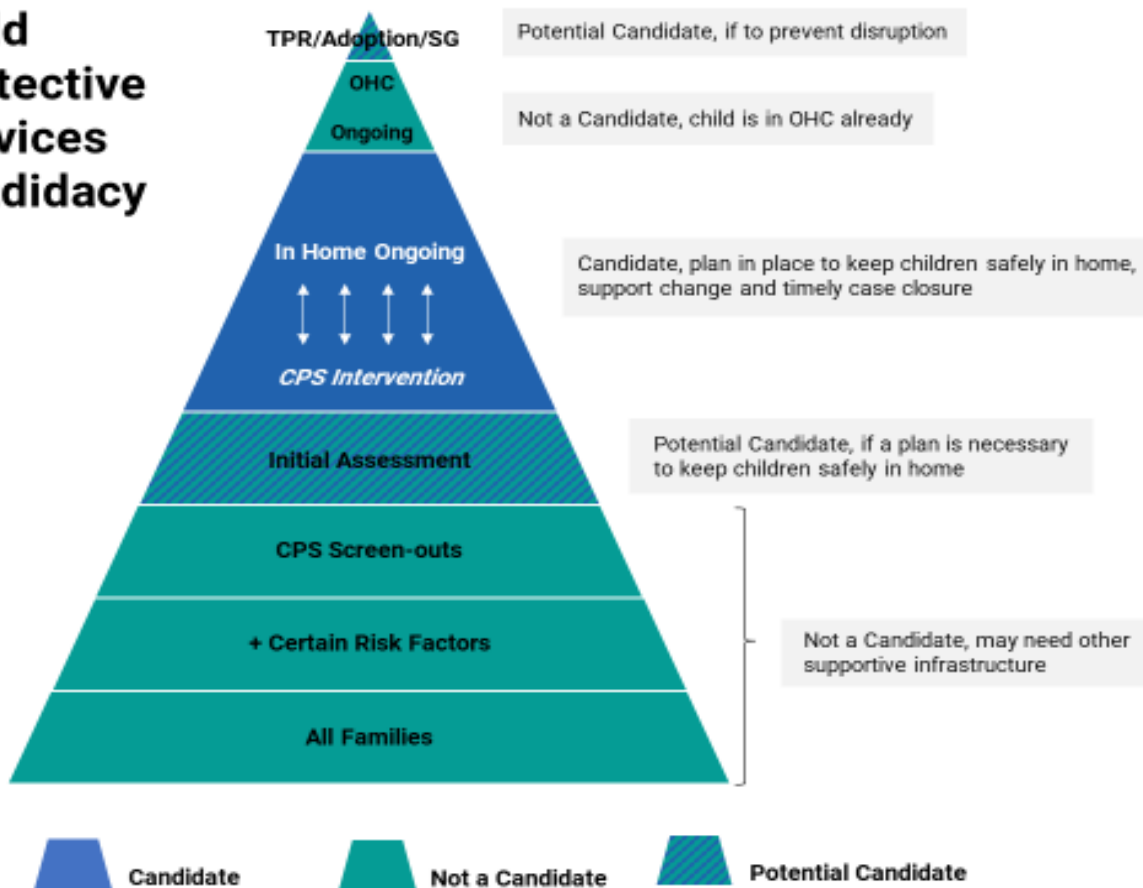 d
tective
vices
didacy
TPR/Adoption/SG
Potential Candidate, if to prevent disruption
OHC
Ongoing
Not a Candidate, child is in OHC already
In Home Ongoing
CPS Intervention
Candidate, plan in place to keep children safely in home,
support change and timely case closure
Initial Assessment
Potential Candidate, if a plan is necessary
to keep children safely in home
CPS Screen-outs
+ Certain Risk Factors
All Families
Not a Candidate, may need other
supportive infrastructure
Candidate
Not a Candidate
Potential Candidate